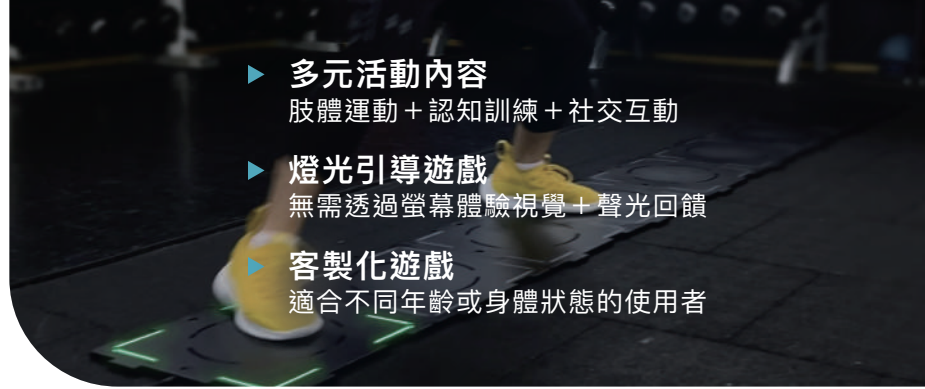 多元活動內容
肢體運動＋認知訓練＋社交互動
燈光引導遊戲
無需透過螢幕體驗視覺＋聲光回饋
客製化遊戲
適合不同年齡或身體狀態的使用者